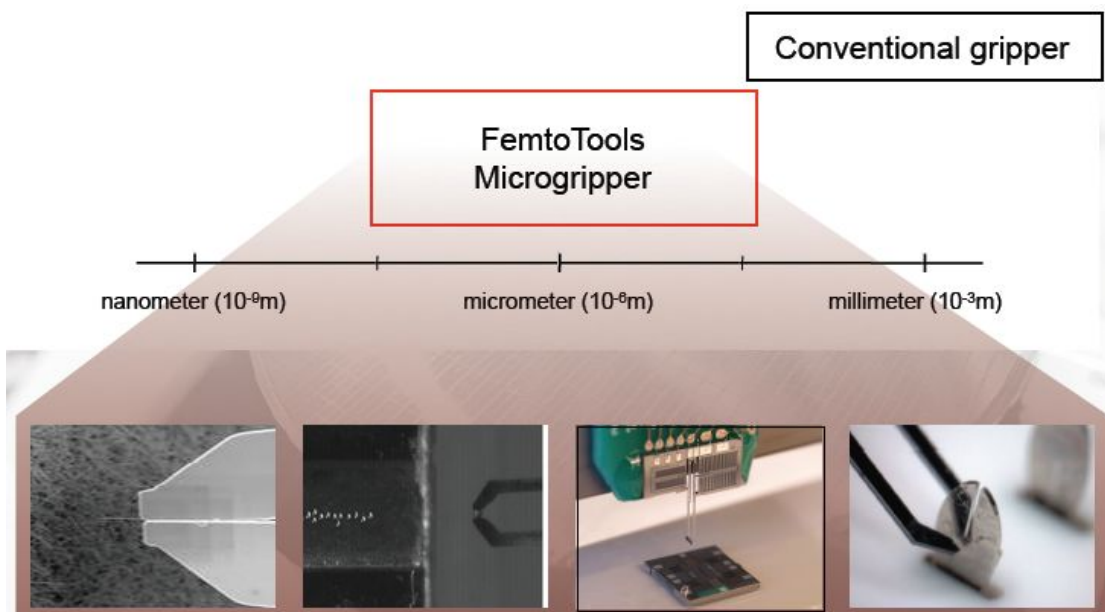 Conventional gripper
FemtoTools
Microgripper
nanometer (10⁻⁹m)
micrometer (10⁻⁶m)
millimeter (10⁻³m)